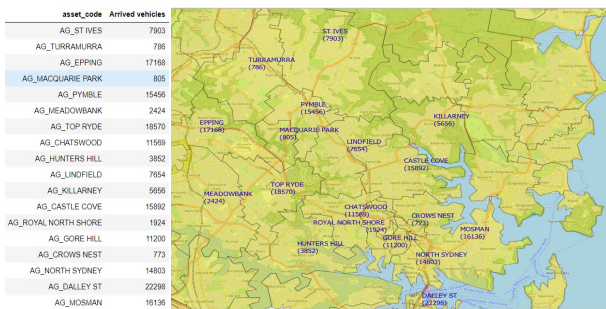 asset_code Arrived vehicles
AG_ST IVES 7903
AG_TURRAMURRA 786
AG_EPPING 17168
AG_MACQUARIE PARK 805
AG_PYMBLE 15456
AG_MEADOWBANK 2424
AG_TOP RYDE 18570
AG_CHATSWOOD 11569
AG_HUNTERS HILL 3852
AG_LINDFIELD 7654
AG_KILLARNEY 5656
AG_CASTLE COVE 15892
AG_ROYAL NORTH SHORE 1924
AG_GORE HILL 11200
AG_CROWS NEST 773
AG_NORTH SYDNEY 14803
AG_DALLEY ST 22298
AG_MOSMAN 16136
ST. IVES
(7903)
TURRAMURRA
(786)
PYMBLE
(15456)
KILLARNEY
(5656)
EPPING
(17168)
MACQUARIE PARK
(805)
LINDFIELD
(7654)
CASTLE COVE
(15892)
TOP RYDE
(18570)
MEADOWBANK
(2424)
CHATSWOOD
(11569)
CROWS NEST
(773)
ROYAL NORTH SHORE
(1924)
MOSMAN
(16136)
GORE HILL
(11200)
HUNTERS HILL
(3852)
NORTH SYDNEY
(14803)
DALLEY ST
(22298)